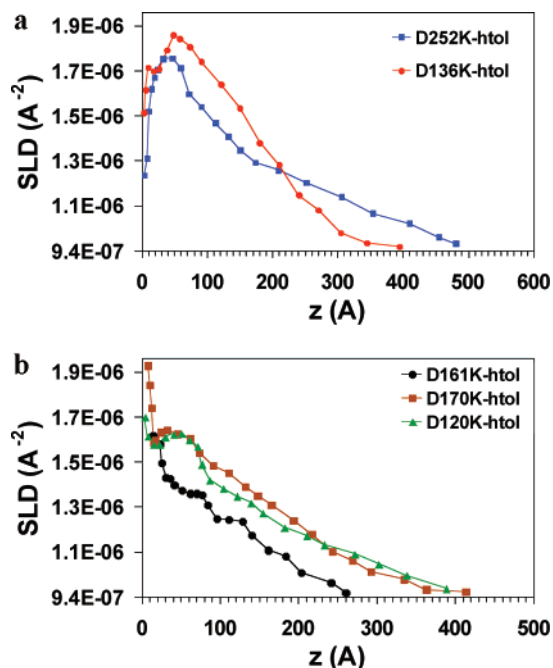 a
1.9E-06
1.7E-06
1.5E-06
1.3E-06
1.1E-06
9.4E-07
SLD (A⁻²)
D252K-htol
D136K-htol
0 100 200 300 400 500 600
z (A)
b
1.9E-06
1.7E-06
1.5E-06
1.3E-06
1.1E-06
9.4E-07
SLD (A⁻²)
D161K-htol
D170K-htol
D120K-htol
0 100 200 300 400 500
z (A)